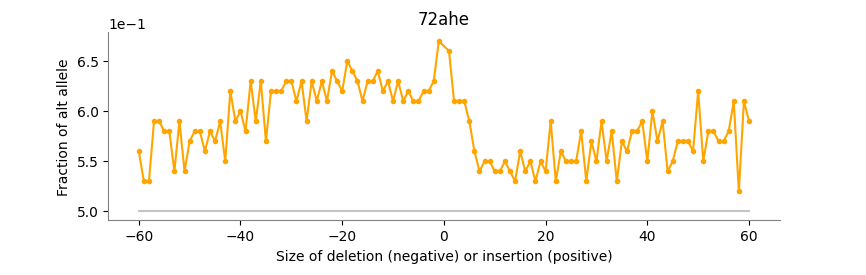 72ahe
1e−1
6.5
6.0
5.5
5.0
Fraction of alt allele
−60 −40 −20 0 20 40 60
Size of deletion (negative) or insertion (positive)